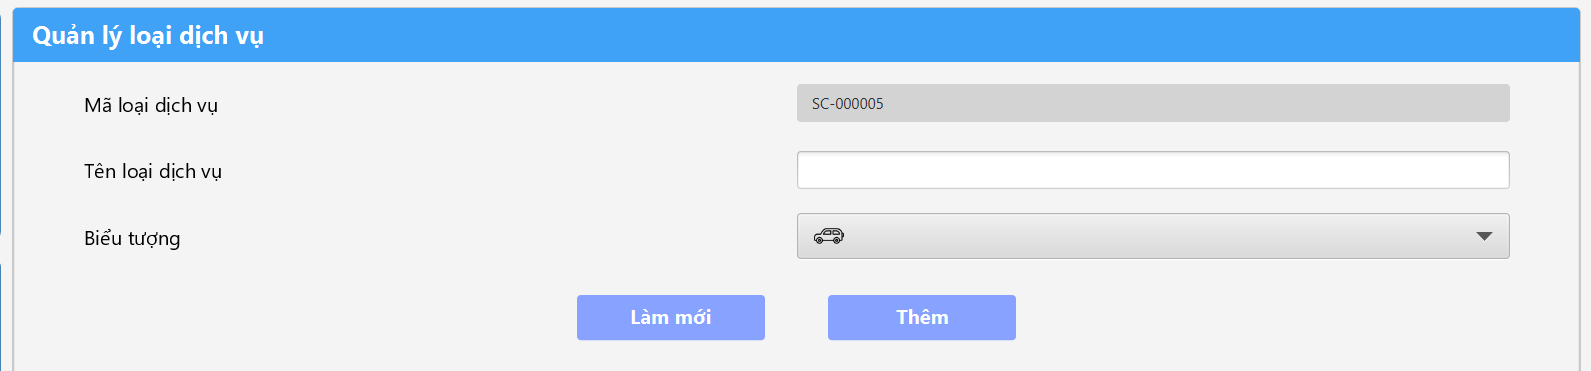 Quản lý loại dịch vụ
Mã loại dịch vụ
SC-000005
Tên loại dịch vụ
Biểu tượng
Làm mới
Thêm